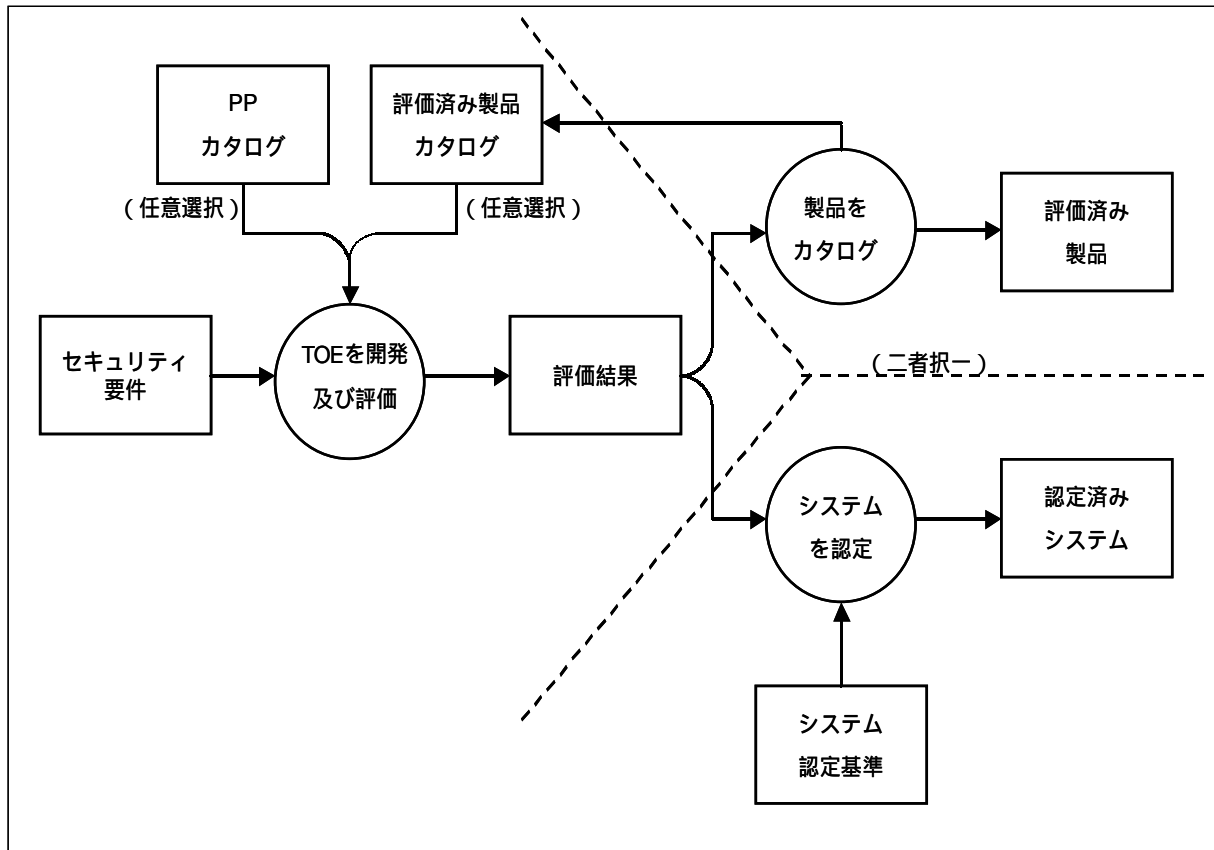 PP
カタログ
評価済み製品
カタログ
（任意選択）
（任意選択）
製品を
カタログ
評価済み
製品
セキュリティ
要件
TOEを開発
及び評価
評価結果
（二者択一）
システム
を認定
認定済み
システム
システム
認定基準